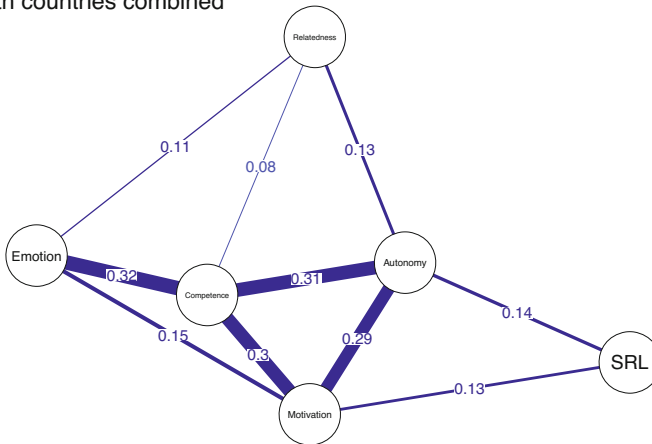 countries combined
Relatedness
0.11
0.08
0.13
Emotion
0.32
Competence
0.31
Autonomy
0.15
0.3
0.29
0.14
SRL
Motivation
0.13